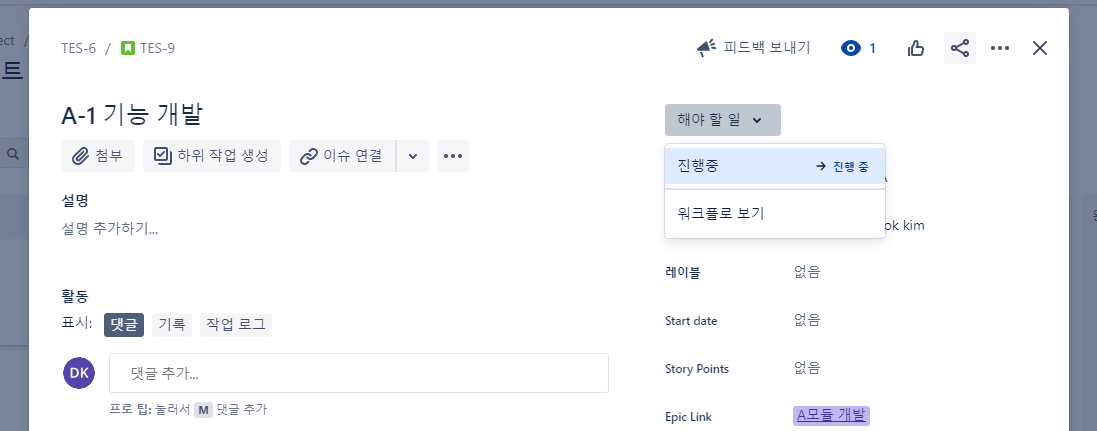 ect /
TES-6 / TES-9
피드백 보내기 1
트
A-1 기능 개발
해야 할 일
첨부 하위 작업 생성 이슈 연결
진행중 → 진행 중
설명
설명 추가하기...
워크플로 보기
ok kim
레이블 없음
활동
표시: 댓글 기록 작업 로그
Start date 없음
DK 댓글 추가...
Story Points 없음
프로 팁: 눌러서 M 댓글 추가
Epic Link A모듈 개발